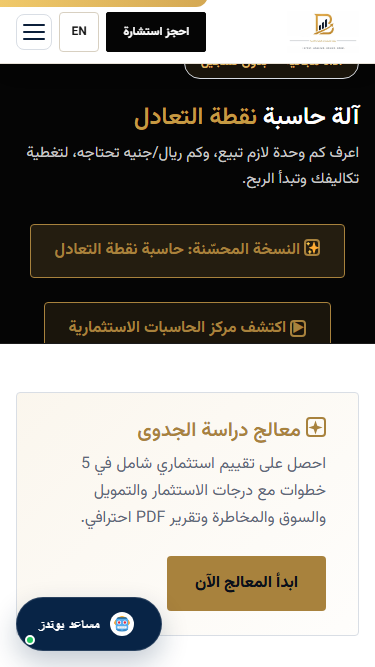 احجز استشارة
EN
آلة حاسبة نقطة التعادل
اعرف كم وحدة لازم تبيع، وكم ريال/جنيه تحتاجه، لتغطية
تكاليفك وتبدأ الربح.
النسخة المحسّنة: حاسبة نقطة التعادل
اكتشف مركز الحاسبات الاستثمارية
معالج دراسة الجدوى
احصل على تقييم استثماري شامل في 5
خطوات مع درجات الاستثمار والتمويل
والسوق والمخاطرة وتقرير PDF احترافي.
ابدأ المعالج الآن
مساعد بوندز